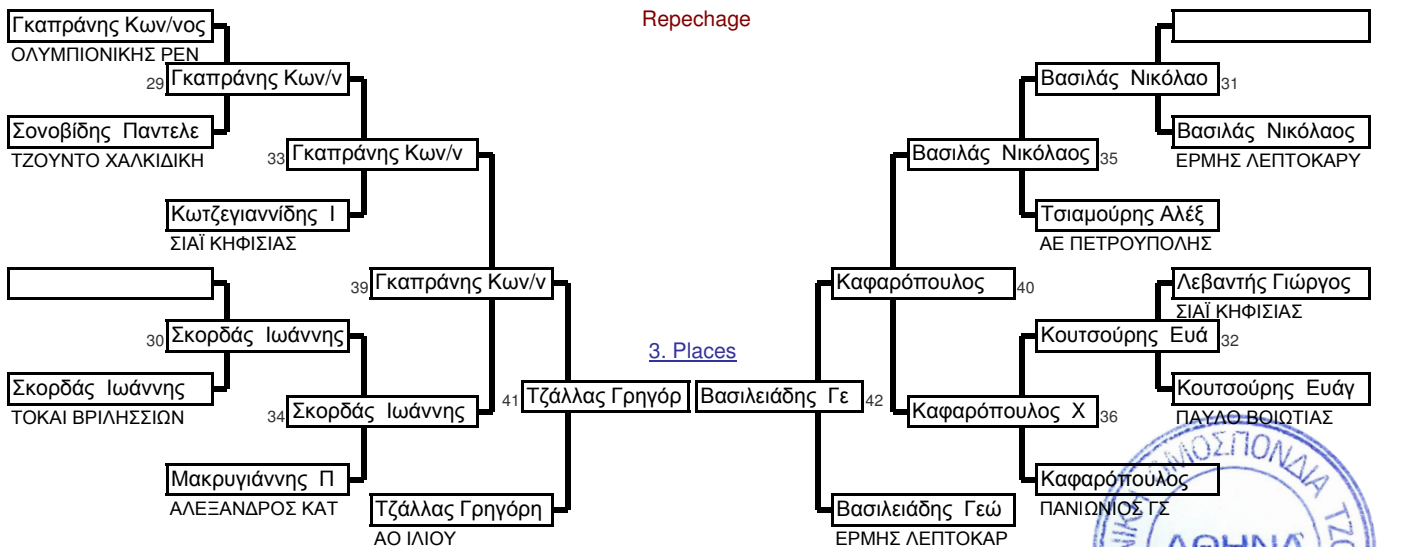 Repechage
Γκαπράνης Κων/νος
ΟΛΥΜΠΙΟΝΙΚΗΣ ΡΕΝ
29 Γκαπράνης Κων/ν
Σονοβίδης Παντελε
ΤΖΟΥΝΤΟ ΧΑΛΚΙΔΙΚΗ
33 Γκαπράνης Κων/ν
Κωτζεγιαννίδης Ι
ΣΙΑΪ ΚΗΦΙΣΙΑΣ
39 Γκαπράνης Κων/ν
30 Σκορδάς Ιωάννης
Σκορδάς Ιωάννης
ΤΟΚΑΙ ΒΡΙΛΗΣΣΙΩΝ
34 Σκορδάς Ιωάννης
Μακρυγιάννης Π
ΑΛΕΞΑΝΔΡΟΣ ΚΑΤ
41 Τζάλλας Γρηγόρ
Τζάλλας Γρηγόρη
ΑΟ ΙΛΙΟΥ
3. Places
Βασιλάς Νικόλαο 31
Βασιλάς Νικόλαος
ΕΡΜΗΣ ΛΕΠΤΟΚΑΡΥ
Βασιλάς Νικόλαος 35
Τσιαμούρης Αλέξ
ΑΕ ΠΕΤΡΟΥΠΟΛΗΣ
Καφαρόπουλος 40
Λεβαντής Γιώργος
ΣΙΑΪ ΚΗΦΙΣΙΑΣ
Κουτσούρης Ευά 32
Κουτσούρης Ευάγ
ΠΑΥΛΟ ΒΟΙΩΤΙΑΣ
Βασιλειάδης Γε 42
Καφαρόπουλος Χ 36
Καφαρόπουλος
ΠΑΝΙΩΝΙΟΣ ΓΣ
Βασιλειάδης Γεώ
ΕΡΜΗΣ ΛΕΠΤΟΚΑΡ
ΑΘΗΝΑ